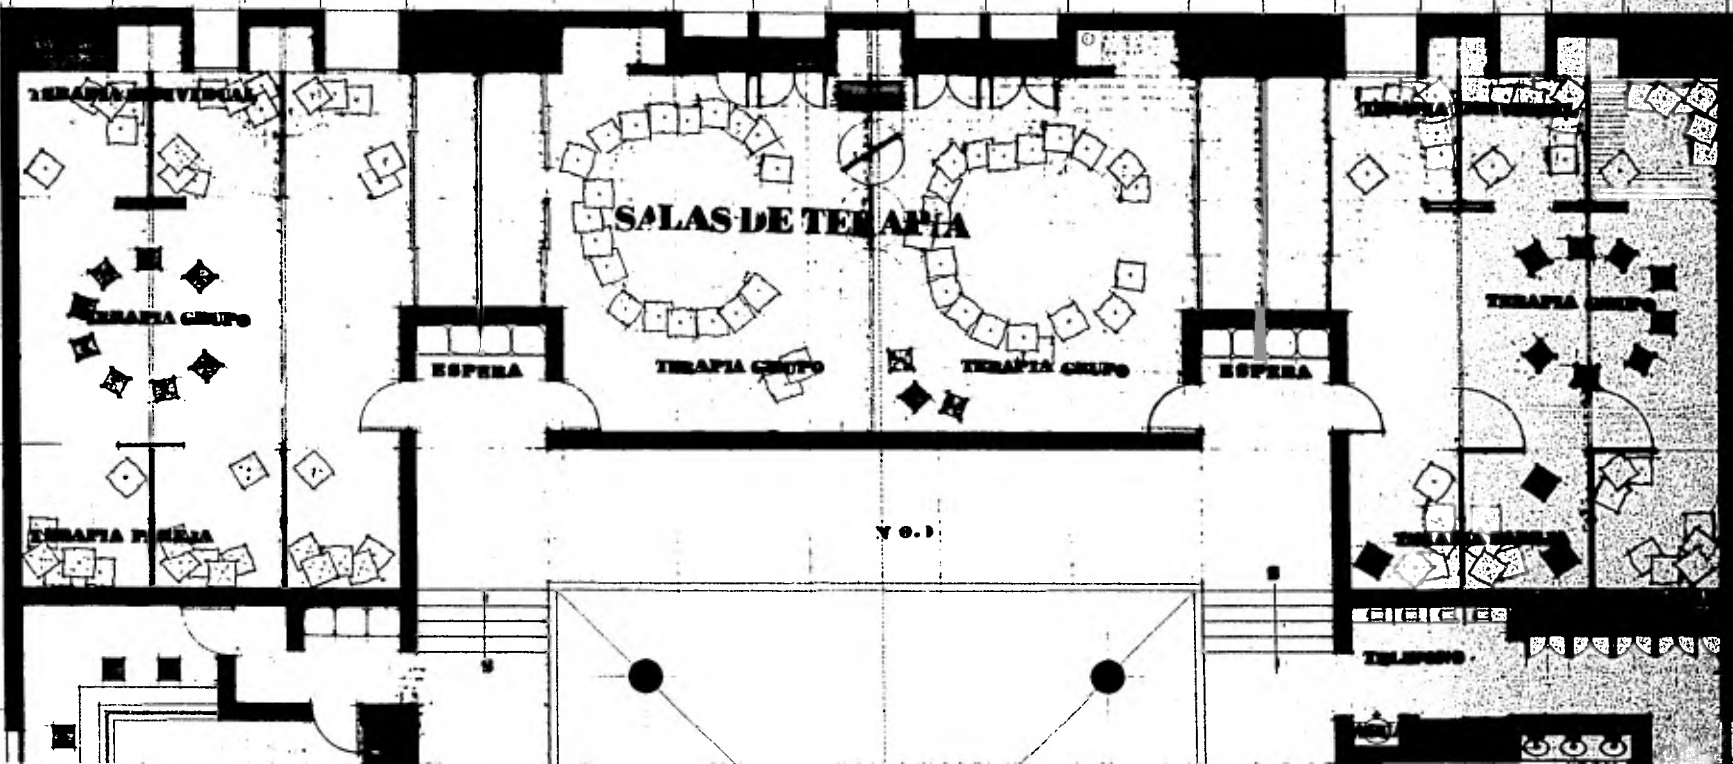 TERAPIA INDIVIDUAL
TERAPIA
SALAS DE TERAPIA
TERAPIA GRUPO
TERAPIA GRUPO
TERAPIA GRUPO
TERAPIA GRUPO
ESPERA
ESPERA
TERAPIA PAREJA
TERAPIA
TELEFONO
S
S